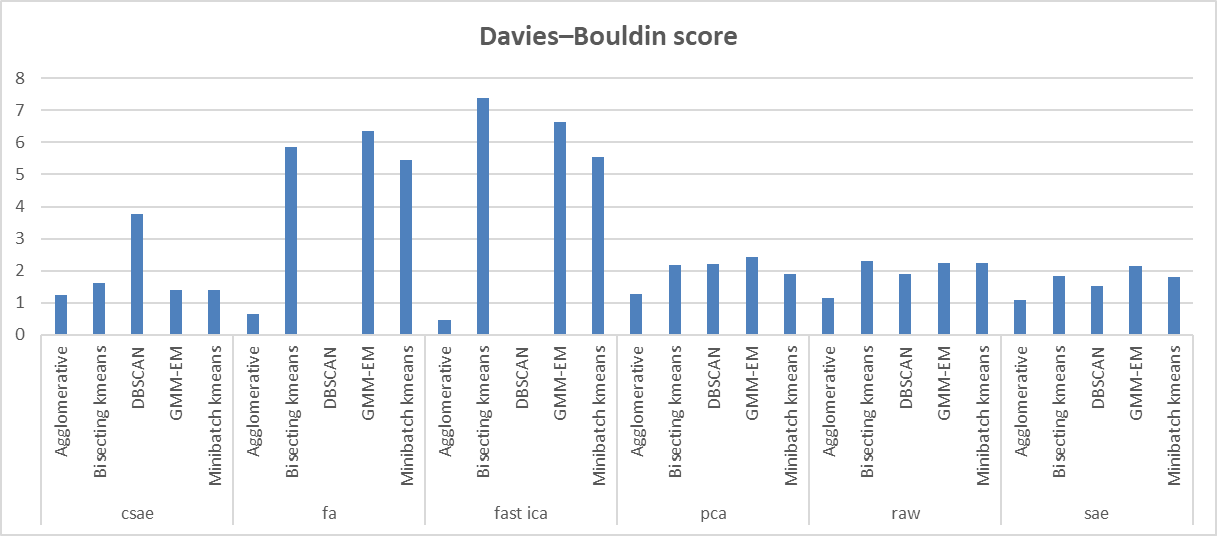 Davies–Bouldin score
8
7
6
5
4
3
2
1
0
Agglomerative
Bisecting kmeans
DBSCAN
GMM-EM
Minibatch kmeans
Agglomerative
Bisecting kmeans
DBSCAN
GMM-EM
Minibatch kmeans
Agglomerative
Bisecting kmeans
DBSCAN
GMM-EM
Minibatch kmeans
Agglomerative
Bisecting kmeans
DBSCAN
GMM-EM
Minibatch kmeans
Agglomerative
Bisecting kmeans
DBSCAN
GMM-EM
Minibatch kmeans
Agglomerative
Bisecting kmeans
DBSCAN
GMM-EM
Minibatch kmeans
csae
fa
fast ica
pca
raw
sae